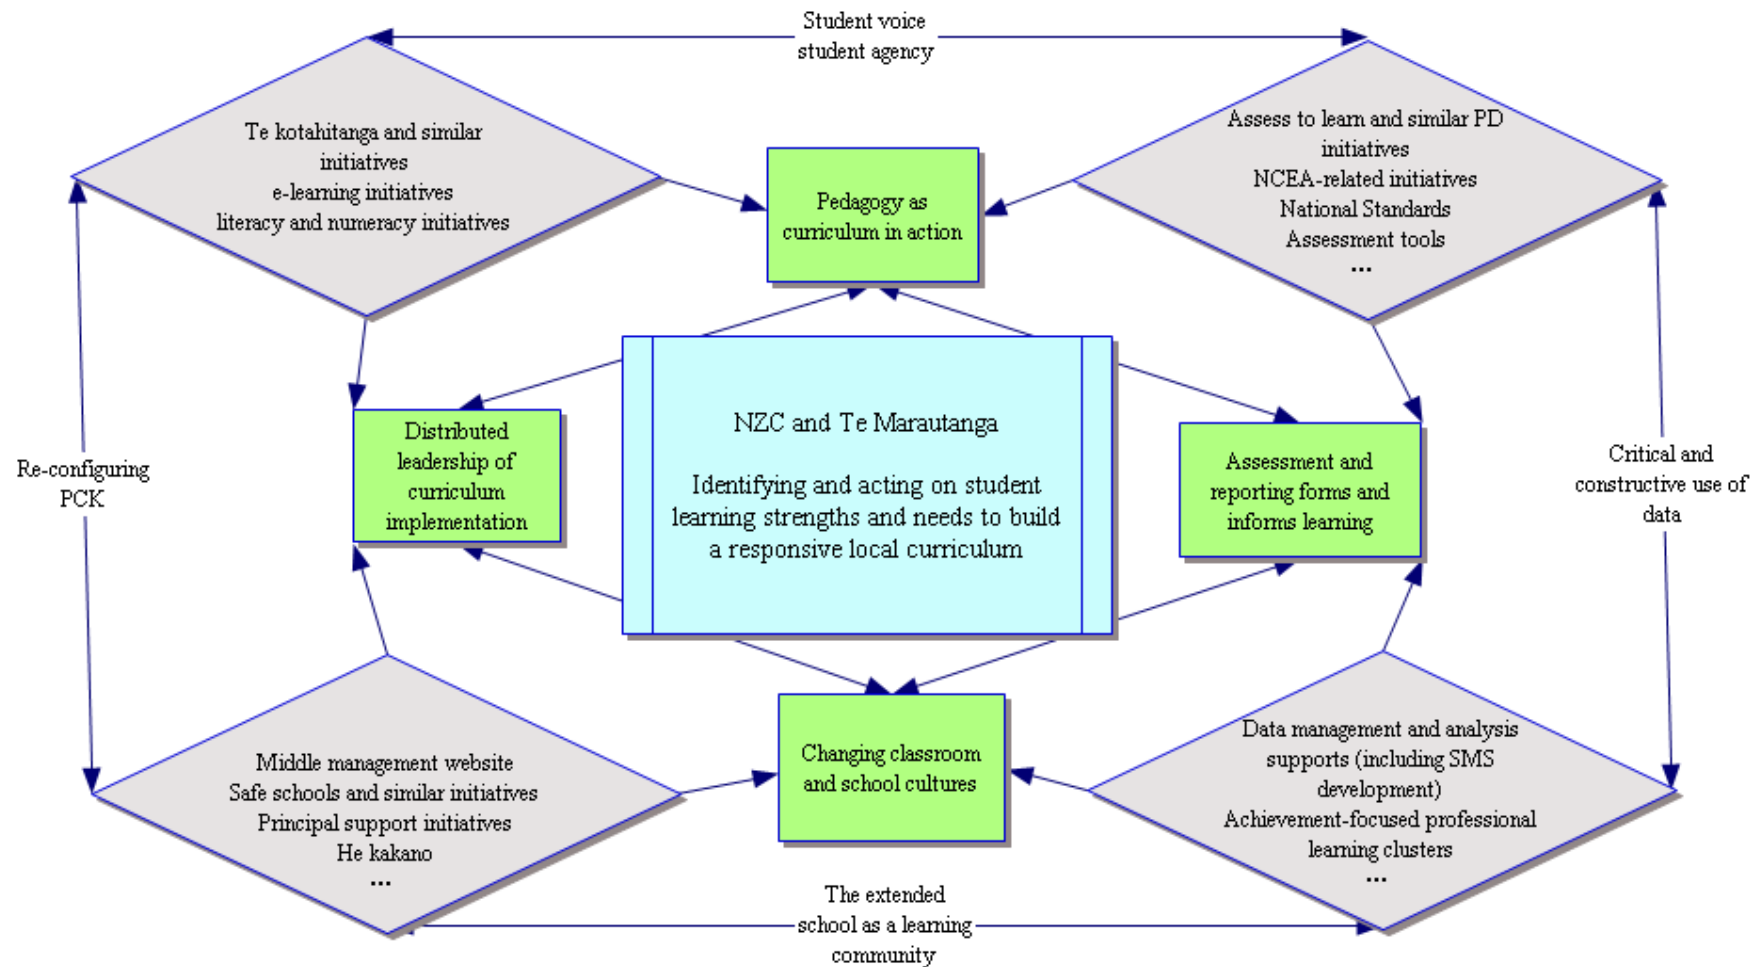 Student voice
student agency
Te kotahitanga and similar
initiatives
e-learning initiatives
literacy and numeracy initiatives
Assess to learn and similar PD
initiatives
NCEA-related initiatives
National Standards
Assessment tools
...
Pedagogy as
curriculum in action
Re-configuring
PCK
Distributed
leadership of
curriculum
implementation
NZC and Te Marautanga
Identifying and acting on student
learning strengths and needs to build
a responsive local curriculum
Assessment and
reporting forms and
informs learning
Critical and
constructive use of
data
Middle management website
Safe schools and similar initiatives
Principal support initiatives
He kakano
...
Changing classroom
and school cultures
Data management and analysis
supports (including SMS
development)
Achievement-focused professional
learning clusters
...
The extended
school as a learning
community